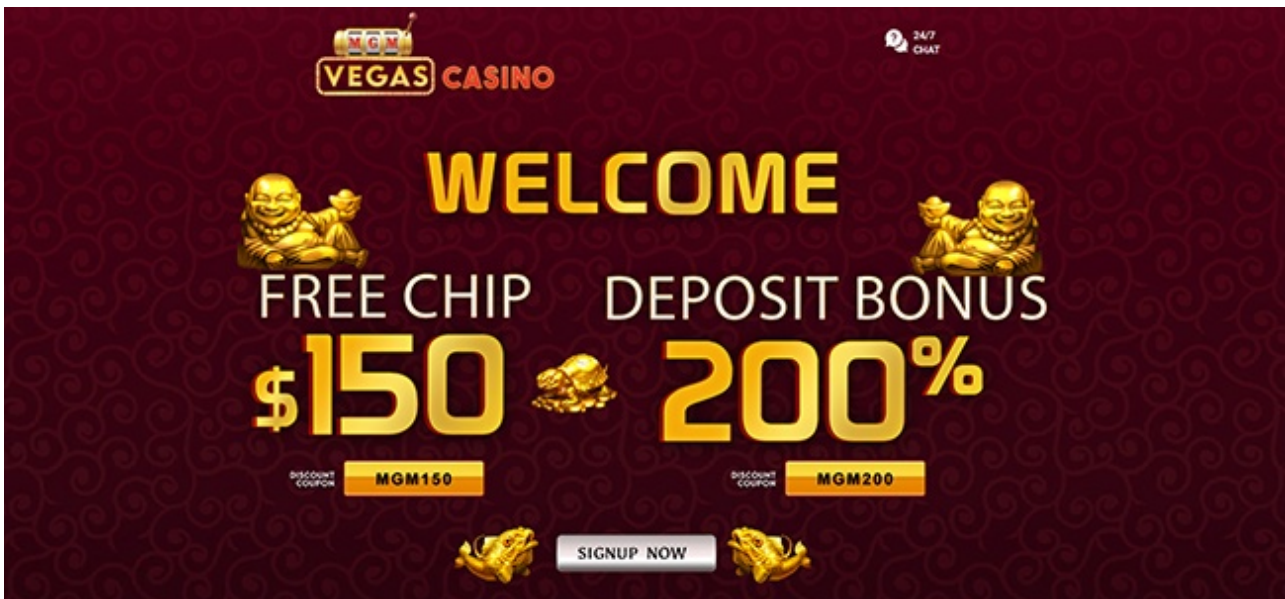 MGM
VEGAS CASINO
24/7
CHAT
WELCOME
FREE CHIP
$150
DISCOUNT
COUPON
MGM150
DEPOSIT BONUS
200%
DISCOUNT
COUPON
MGM200
SIGNUP NOW